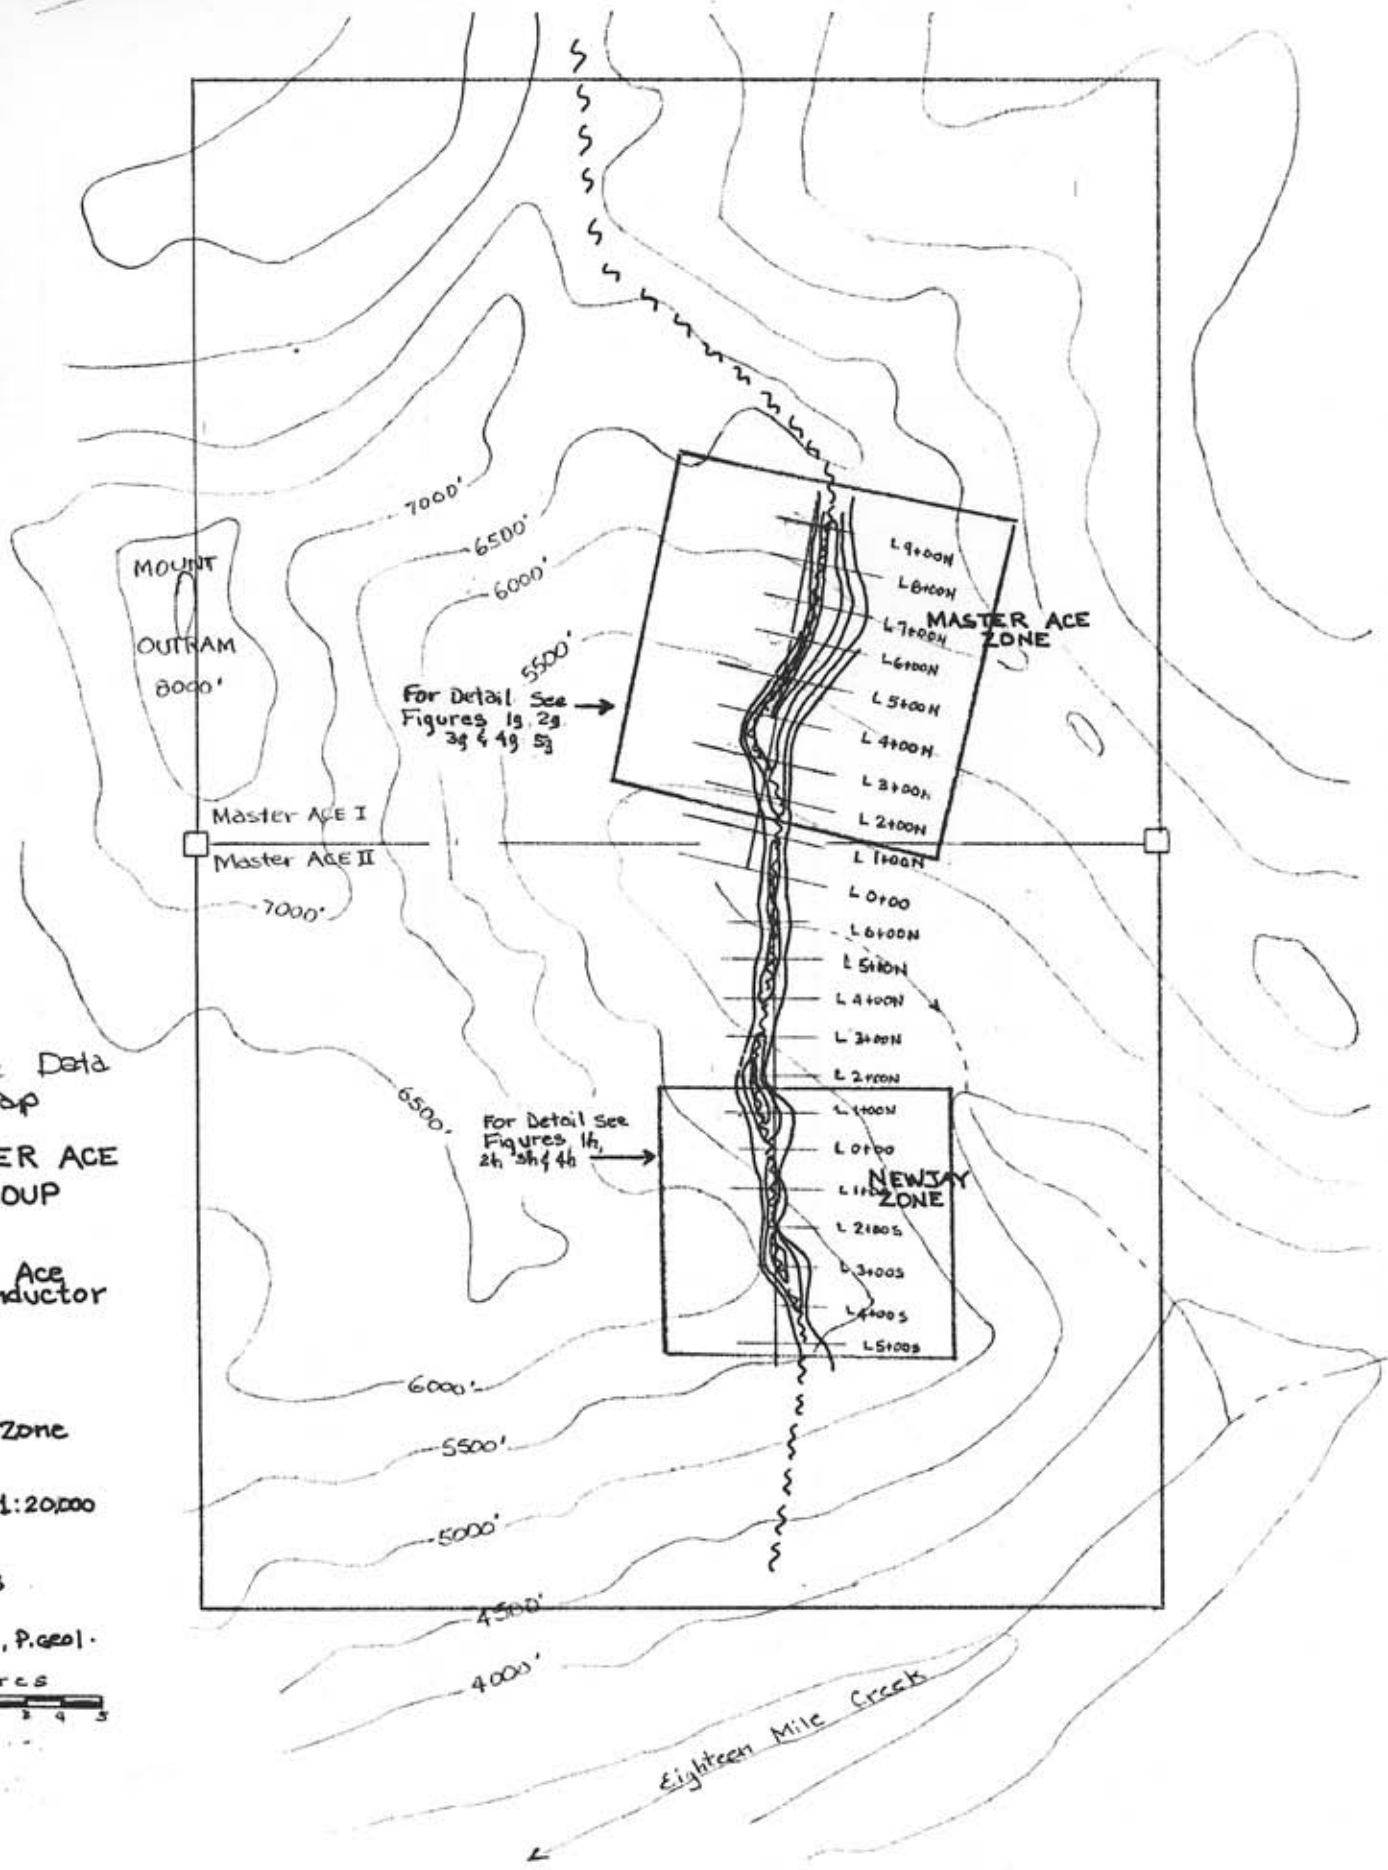 7000'
6500'
6000'
5500'
MOUNT
OUTRAM
8000'
For Detail See
Figures 1g, 2g
3g & 4g 5g
L 9+00N
L 8+00N
L 7+00N
MASTER ACE
ZONE
L 6+00N
L 5+00N
L 4+00N
L 3+00N
L 2+00N
L 1+00N
L 0+00
Master ACE I
Master ACE II
7000'
L 6+00N
L 5+00N
L 4+00N
L 3+00N
L 2+00N
L 1+00N
L 0+00
L 1+00S
NEWJAY
ZONE
L 2+00S
L 3+00S
L 4+00S
L 5+00S
6500'
For Detail See
Figures 1h,
2h 3h & 4h
Data
ER ACE
OUP
Ace
nductor
Zone
1:20,000
, P.Geol.
6000'
5500'
5000'
4500'
4000'
Eighteen Mile Creek